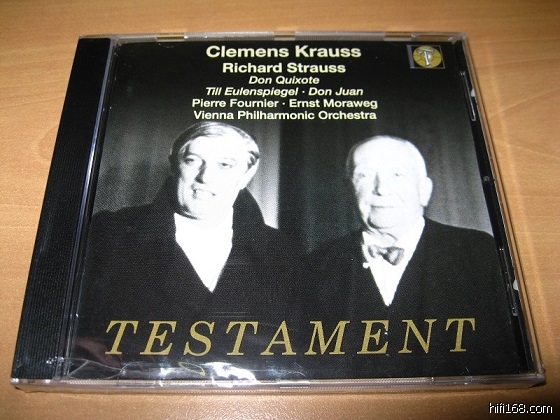 Clemens Krauss
Richard Strauss
Don Quixote
Till Eulenspiegel · Don Juan
Pierre Fournier · Ernst Moraweg
Vienna Philharmonic Orchestra
TESTAMENT
hifi168.com